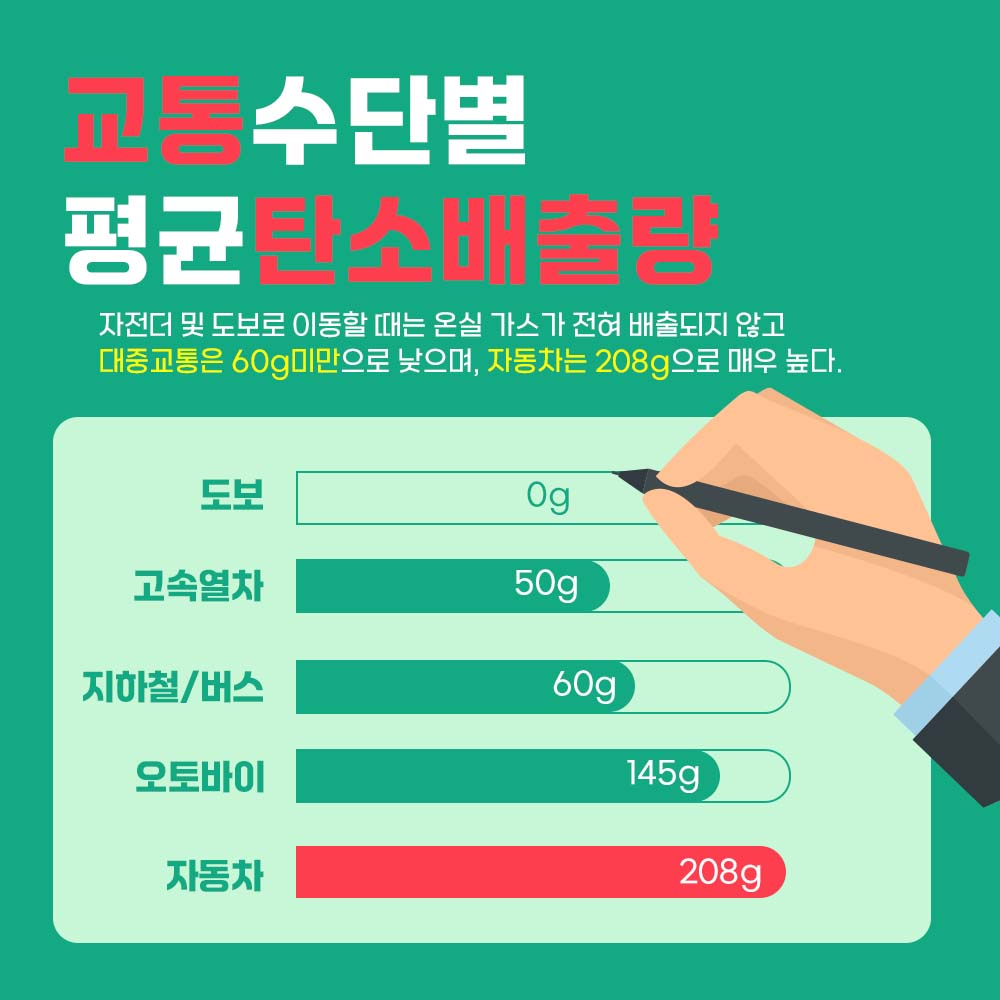 교통수단별
평균탄소배출량
자전더 및 도보로 이동할 때는 온실 가스가 전혀 배출되지 않고
대중교통은 60g미만으로 낮으며, 자동차는 208g으로 매우 높다.
도보 0g
고속열차 50g
지하철/버스 60g
오토바이 145g
자동차 208g